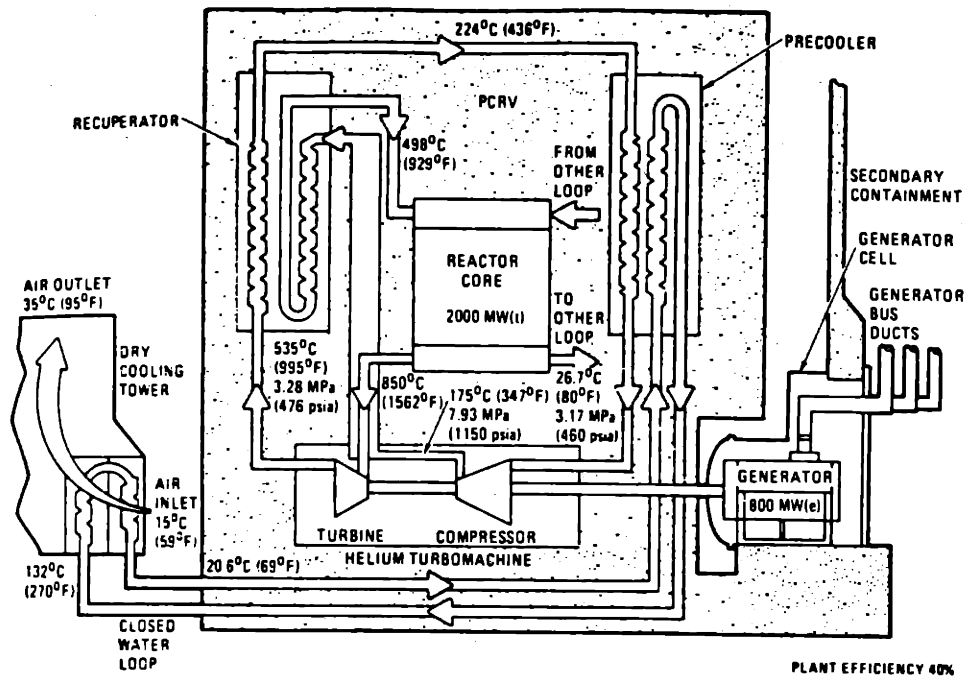 224°C (436°F)
PRECOOLER
PCRV
RECUPERATOR
498°C
(929°F)
FROM
OTHER
LOOP
SECONDARY
CONTAINMENT
GENERATOR
CELL
GENERATOR
BUS
DUCTS
REACTOR
CORE
2000 MW(t)
TO
OTHER
LOOP
AIR OUTLET
35°C (95°F)
DRY
COOLING
TOWER
535°C
(995°F)
3.28 MPa
(476 psia)
850°C
(1562°F)
175°C (347°F)
7.93 MPa
(1150 psia)
26.7°C
(80°F)
3.17 MPa
(460 psia)
AIR
INLET
15°C
(59°F)
GENERATOR
800 MW(e)
TURBINE
COMPRESSOR
HELIUM TURBOMACHINE
132°C
(270°F)
20.6°C (69°F)
CLOSED
WATER
LOOP
PLANT EFFICIENCY 40%